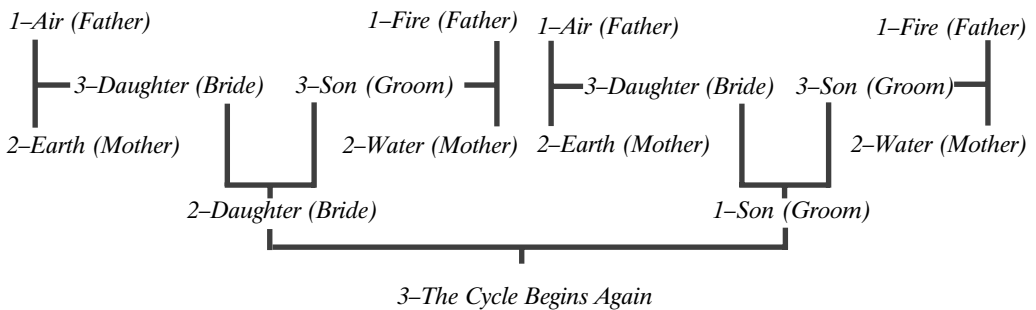 1–Air (Father)
1–Fire (Father)
1–Air (Father)
1–Fire (Father)
3–Daughter (Bride)
3–Son (Groom)
3–Daughter (Bride)
3–Son (Groom)
2–Earth (Mother)
2–Water (Mother)
2–Earth (Mother)
2–Water (Mother)
2–Daughter (Bride)
1–Son (Groom)
3–The Cycle Begins Again